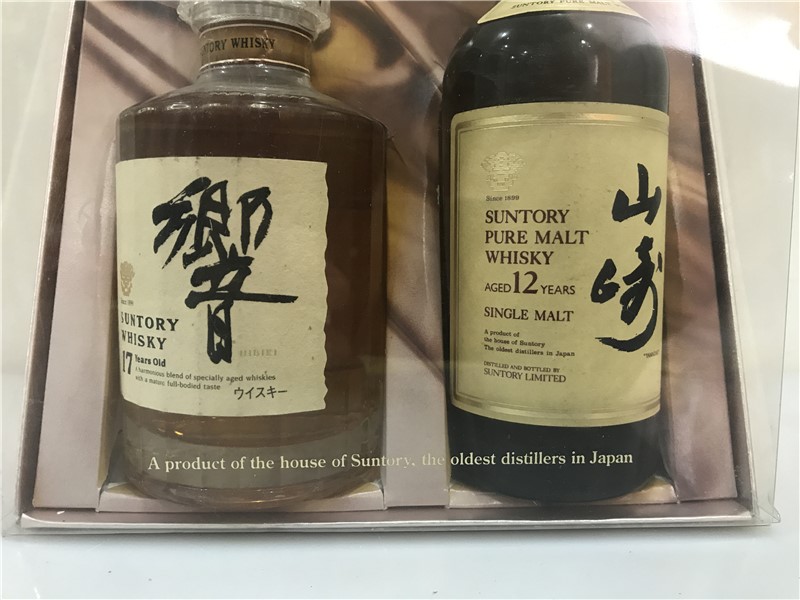 SUNTORY WHISKY
響
Since 1899
SUNTORY
WHISKY
17 Years Old
A harmonious blend of specially aged whiskies
with a mature, full-bodied taste
HIBIKI
ウイスキー
SUNTORY PURE MALT
Since 1899
SUNTORY
PURE MALT
WHISKY
AGED 12 YEARS
SINGLE MALT
A product of
the house of Suntory
The oldest distillers in Japan
DISTILLED AND BOTTLED BY
SUNTORY LIMITED
山崎
A product of the house of Suntory, the oldest distillers in Japan